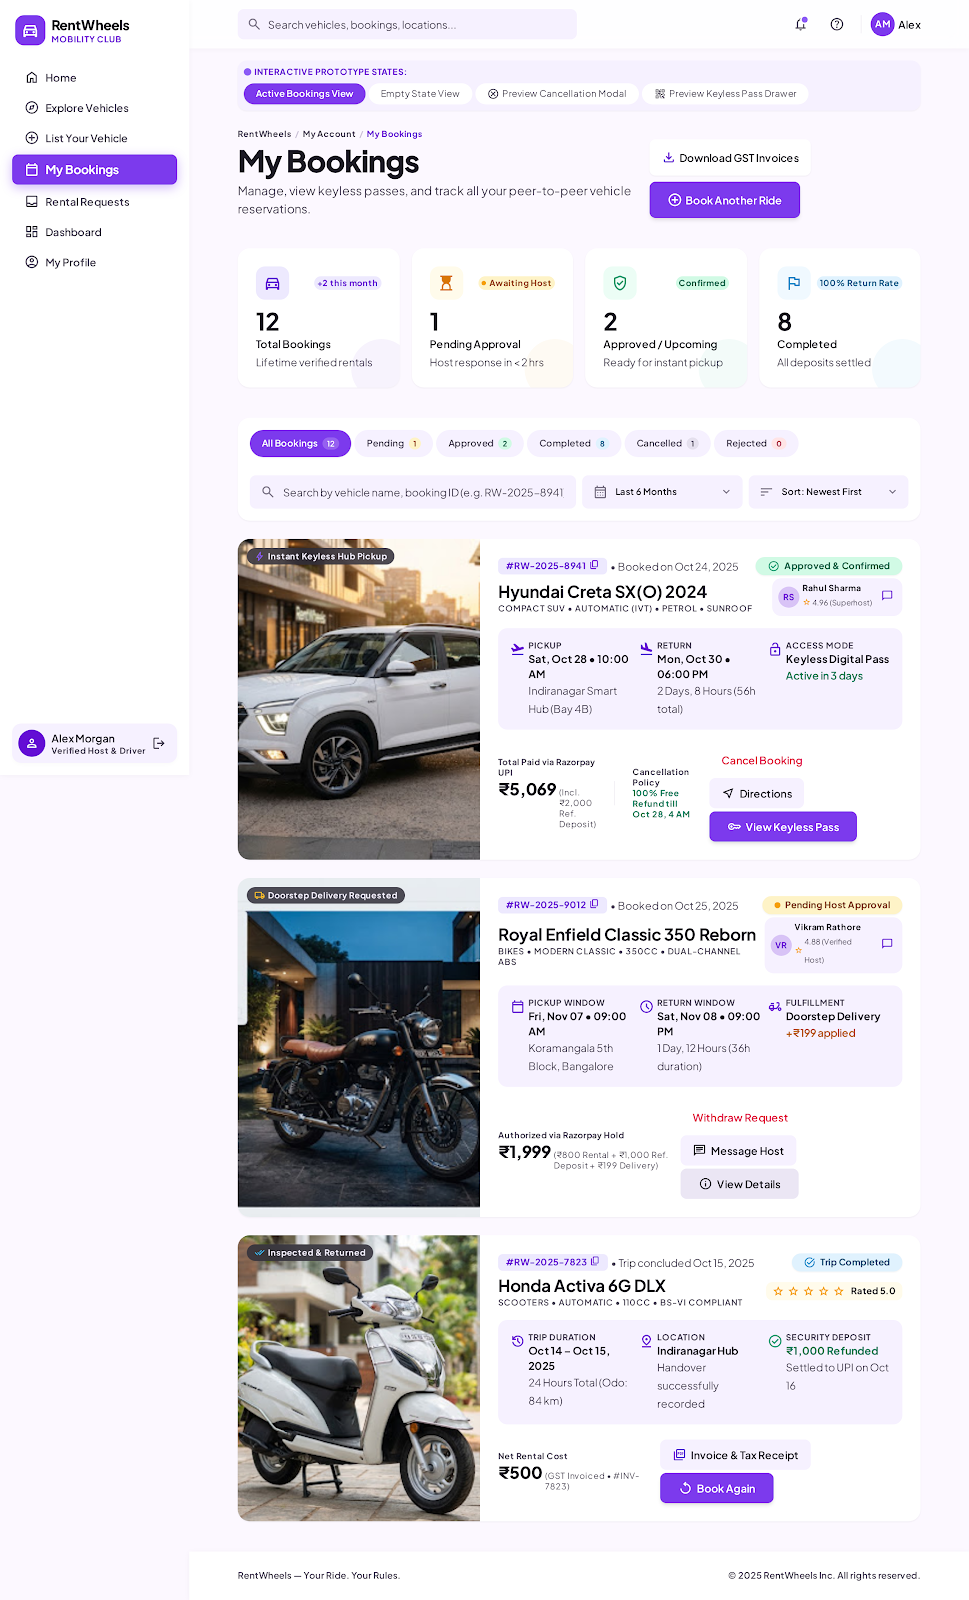 RentWheels
MOBILITY CLUB
Search vehicles, bookings, locations...
AM Alex
Home
Explore Vehicles
List Your Vehicle
My Bookings
Rental Requests
Dashboard
My Profile
Alex Morgan
Verified Host & Driver
INTERACTIVE PROTOTYPE STATES:
Active Bookings View
Empty State View
Preview Cancellation Modal
Preview Keyless Pass Drawer
RentWheels / My Account / My Bookings
My Bookings
Manage, view keyless passes, and track all your peer-to-peer vehicle
reservations.
Download GST Invoices
Book Another Ride
+2 this month
12
Total Bookings
Lifetime verified rentals
Awaiting Host
1
Pending Approval
Host response in < 2 hrs
Confirmed
2
Approved / Upcoming
Ready for instant pickup
100% Return Rate
8
Completed
All deposits settled
All Bookings 12
Pending 1
Approved 2
Completed 8
Cancelled 1
Rejected 0
Search by vehicle name, booking ID (e.g. RW-2025-8941)
Last 6 Months
Sort: Newest First
Instant Keyless Hub Pickup
#RW-2025-8941 • Booked on Oct 24, 2025
Approved & Confirmed
Hyundai Creta SX(O) 2024
COMPACT SUV • AUTOMATIC (IVT) • PETROL • SUNROOF
RS
Rahul Sharma
4.96 (Superhost)
PICKUP
Sat, Oct 28 • 10:00
AM
Indiranagar Smart
Hub (Bay 4B)
RETURN
Mon, Oct 30 •
06:00 PM
2 Days, 8 Hours (56h
total)
ACCESS MODE
Keyless Digital Pass
Active in 3 days
Total Paid via Razorpay
UPI
₹5,069 (Incl.
₹2,000
Ref.
Deposit)
Cancellation
Policy
100% Free
Refund till
Oct 28, 4 AM
Cancel Booking
Directions
View Keyless Pass
Doorstep Delivery Requested
#RW-2025-9012 • Booked on Oct 25, 2025
Pending Host Approval
Royal Enfield Classic 350 Reborn
BIKES • MODERN CLASSIC • 350CC • DUAL-CHANNEL
ABS
VR
Vikram Rathore
4.88 (Verified
Host)
PICKUP WINDOW
Fri, Nov 07 • 09:00
AM
Koramangala 5th
Block, Bangalore
RETURN WINDOW
Sat, Nov 08 • 09:00
PM
1 Day, 12 Hours (36h
duration)
FULFILLMENT
Doorstep Delivery
+₹199 applied
Authorized via Razorpay Hold
₹1,999 (₹800 Rental + ₹1,000 Ref.
Deposit + ₹199 Delivery)
Withdraw Request
Message Host
View Details
Inspected & Returned
#RW-2025-7823 • Trip concluded Oct 15, 2025
Trip Completed
Honda Activa 6G DLX
SCOOTERS • AUTOMATIC • 110CC • BS-VI COMPLIANT
Rated 5.0
TRIP DURATION
Oct 14 – Oct 15,
2025
24 Hours Total (Odo:
84 km)
LOCATION
Indiranagar Hub
Handover
successfully
recorded
SECURITY DEPOSIT
₹1,000 Refunded
Settled to UPI on Oct
16
Net Rental Cost
₹500 (GST Invoiced • #INV-
7823)
Invoice & Tax Receipt
Book Again
RentWheels — Your Ride. Your Rules.
© 2025 RentWheels Inc. All rights reserved.